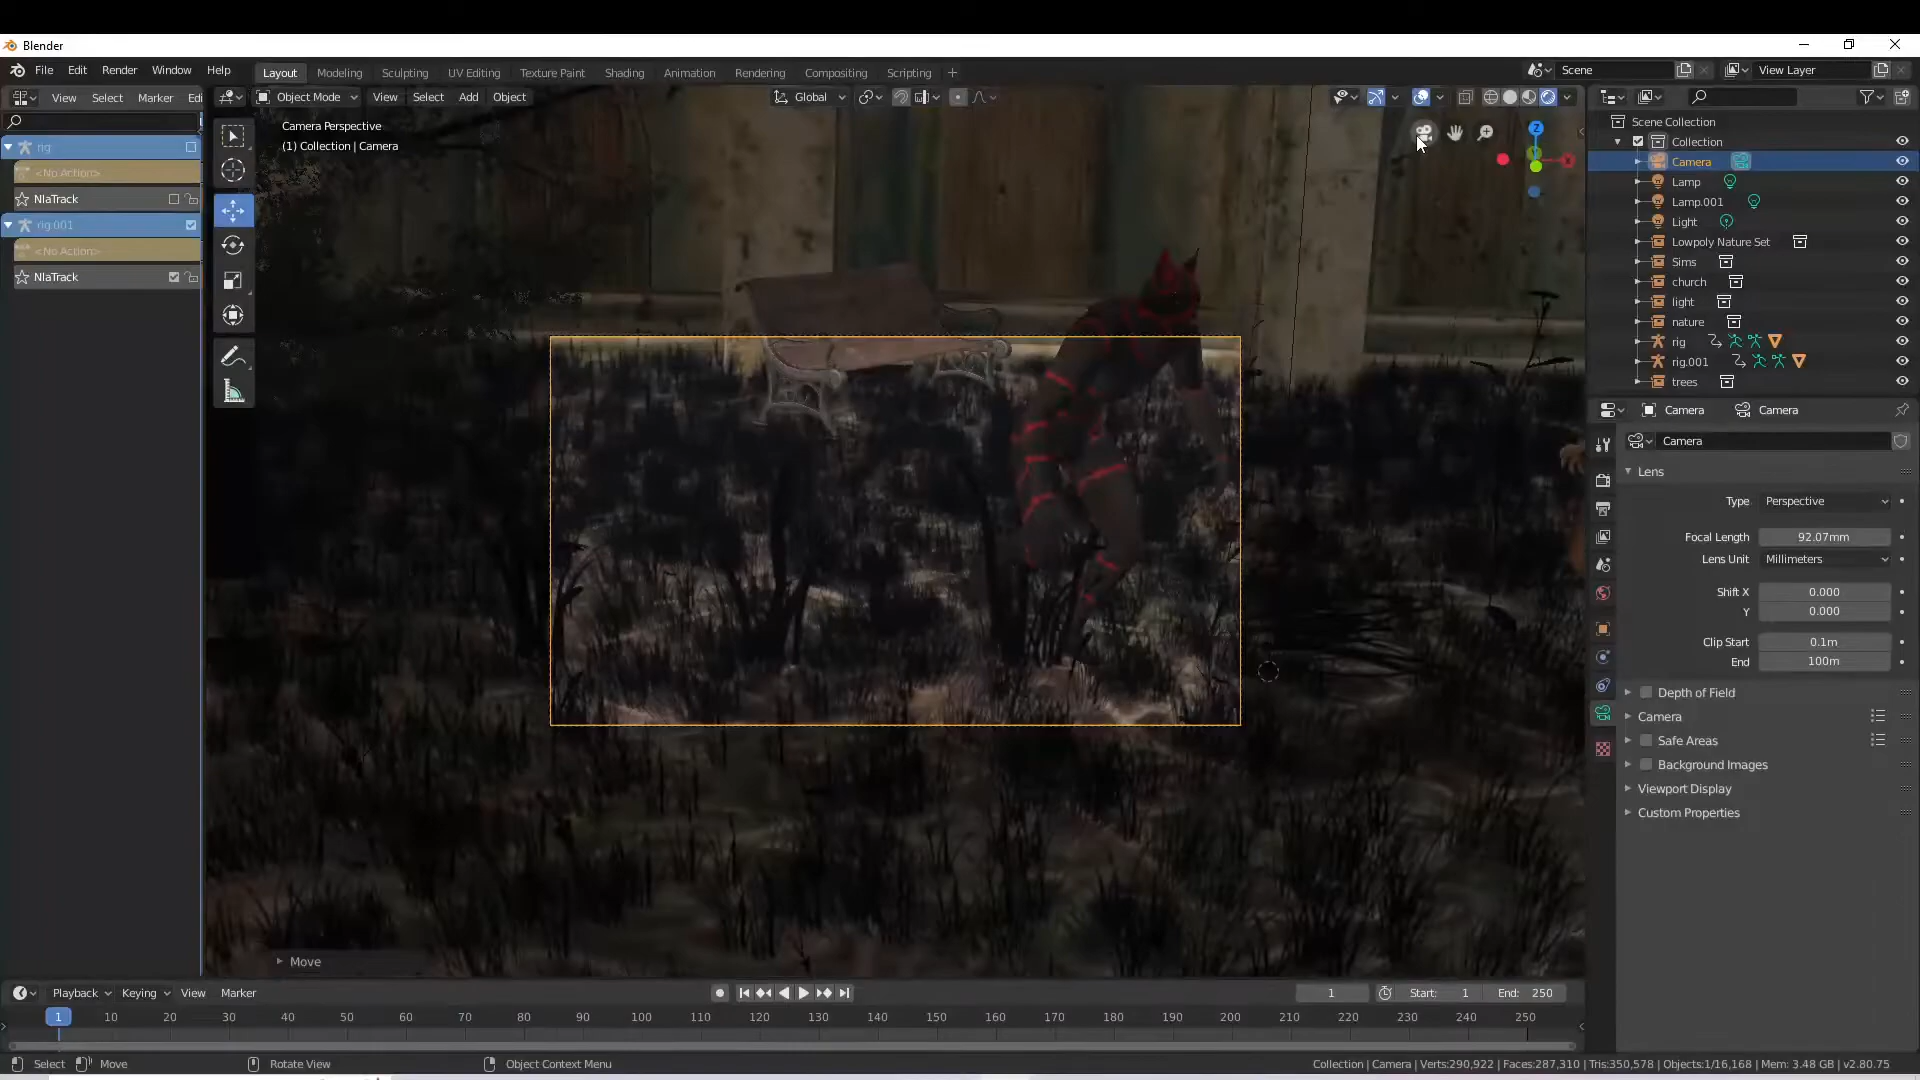 Blender
File Edit Render Window Help
Layout Modeling Sculpting UV Editing Texture Paint Shading Animation Rendering Compositing Scripting
Scene
View Layer
View Select Marker Edi
Object Mode View Select Add Object
Global
Camera Perspective
(1) Collection | Camera
Z
X
rig
<No Action>
NlaTrack
rig.001
<No Action>
NlaTrack
Move
Scene Collection
Collection
Camera
Lamp
Lamp.001
Light
Lowpoly Nature Set
Sims
church
light
nature
rig
rig.001
trees
Camera Camera
Camera
Lens
Type Perspective
Focal Length 92.07mm
Lens Unit Millimeters
Shift X 0.000
Y 0.000
Clip Start 0.1m
End 100m
Depth of Field
Camera
Safe Areas
Background Images
Viewport Display
Custom Properties
Playback Keying View Marker
1
Start: 1 End: 250
1 10 20 30 40 50 60 70 80 90 100 110 120 130 140 150 160 170 180 190 200 210 220 230 240 250
Select Move Rotate View Object Context Menu
Collection | Camera | Verts:290,922 | Faces:287,310 | Tris:350,578 | Objects:1/16,168 | Mem: 3.48 GB | v2.80.75